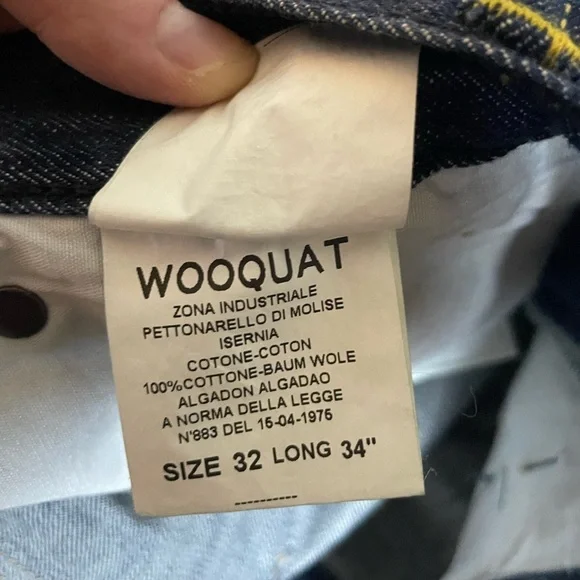 WOOQUAT
ZONA INDUSTRIALE
PETTONARELLO DI MOLISE
ISERNIA
COTONE-COTON
100%COTTONE-BAUM WOLE
ALGADON ALGADAO
A NORMA DELLA LEGGE
N'883 DEL 15-04-1976
SIZE 32 LONG 34"
----------